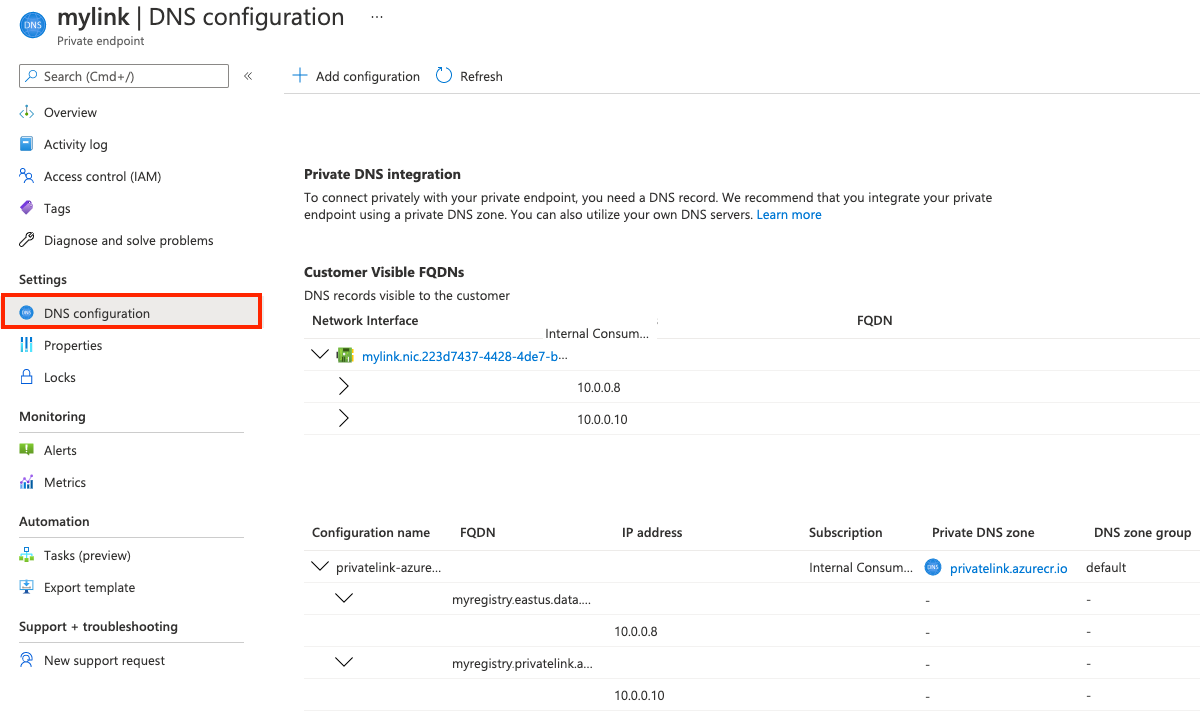 DNS
mylink | DNS configuration ...
Private endpoint
Search (Cmd+/)
«
Add configuration
Refresh
Overview
Activity log
Access control (IAM)
Tags
Diagnose and solve problems
Settings
DNS configuration
Properties
Locks
Monitoring
Alerts
Metrics
Automation
Tasks (preview)
Export template
Support + troubleshooting
New support request
Private DNS integration
To connect privately with your private endpoint, you need a DNS record. We recommend that you integrate your private
endpoint using a private DNS zone. You can also utilize your own DNS servers. Learn more
Customer Visible FQDNs
DNS records visible to the customer
Network Interface
Internal Consum...
FQDN
mylink.nic.223d7437-4428-4de7-b...
10.0.0.8
10.0.0.10
Configuration name FQDN IP address Subscription Private DNS zone DNS zone group
privatelink-azure... Internal Consum... DNS privatelink.azurecr.io default
myregistry.eastus.data.... - -
10.0.0.8 - -
myregistry.privatelink.a... - -
10.0.0.10 - -